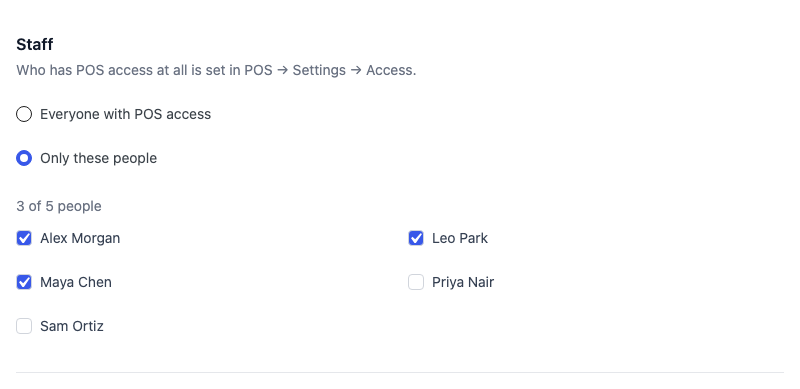 Staff
Who has POS access at all is set in POS → Settings → Access.
Everyone with POS access
Only these people
3 of 5 people
Alex Morgan
Leo Park
Maya Chen
Priya Nair
Sam Ortiz